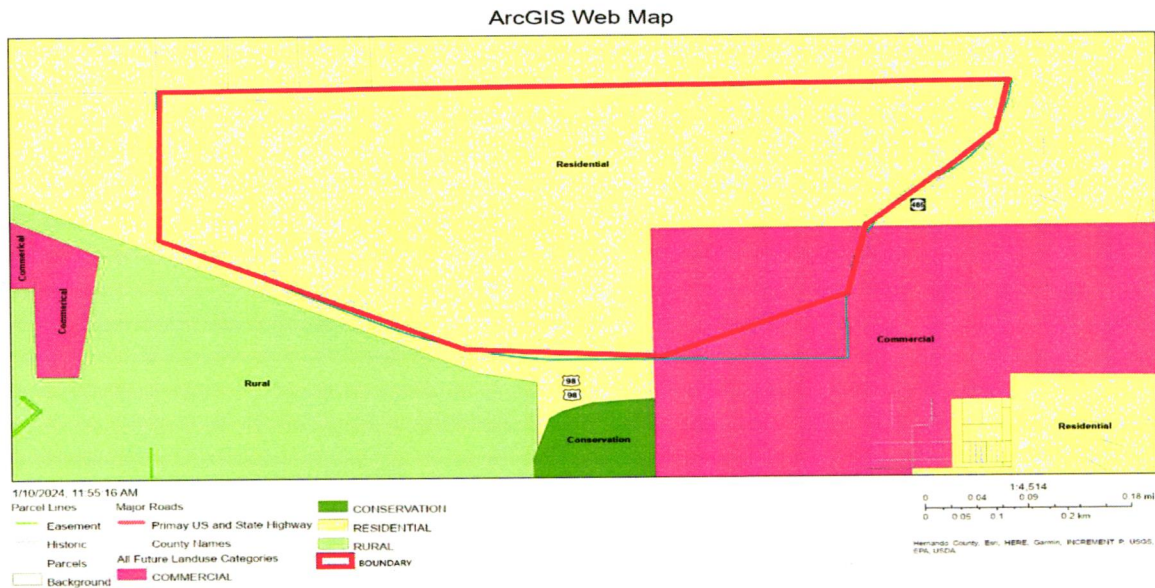 ArcGIS Web Map
Residential
485
Commerical
Commerical
Commercial
Rural
98
98
Conservation
Residential
1/10/2024, 11:55:16 AM
Parcel Lines
Easement
Historic
Parcels
Background
Major Roads
Primay US and State Highway
County Names
All Future Landuse Categories
COMMERCIAL
CONSERVATION
RESIDENTIAL
RURAL
BOUNDARY
1:4,514
0 0.04 0.09 0.18 mi
0 0.05 0.1 0.2 km
Hernando County, Esri, HERE, Garmin, INCREMENT P, USGS,
EPA, USDA